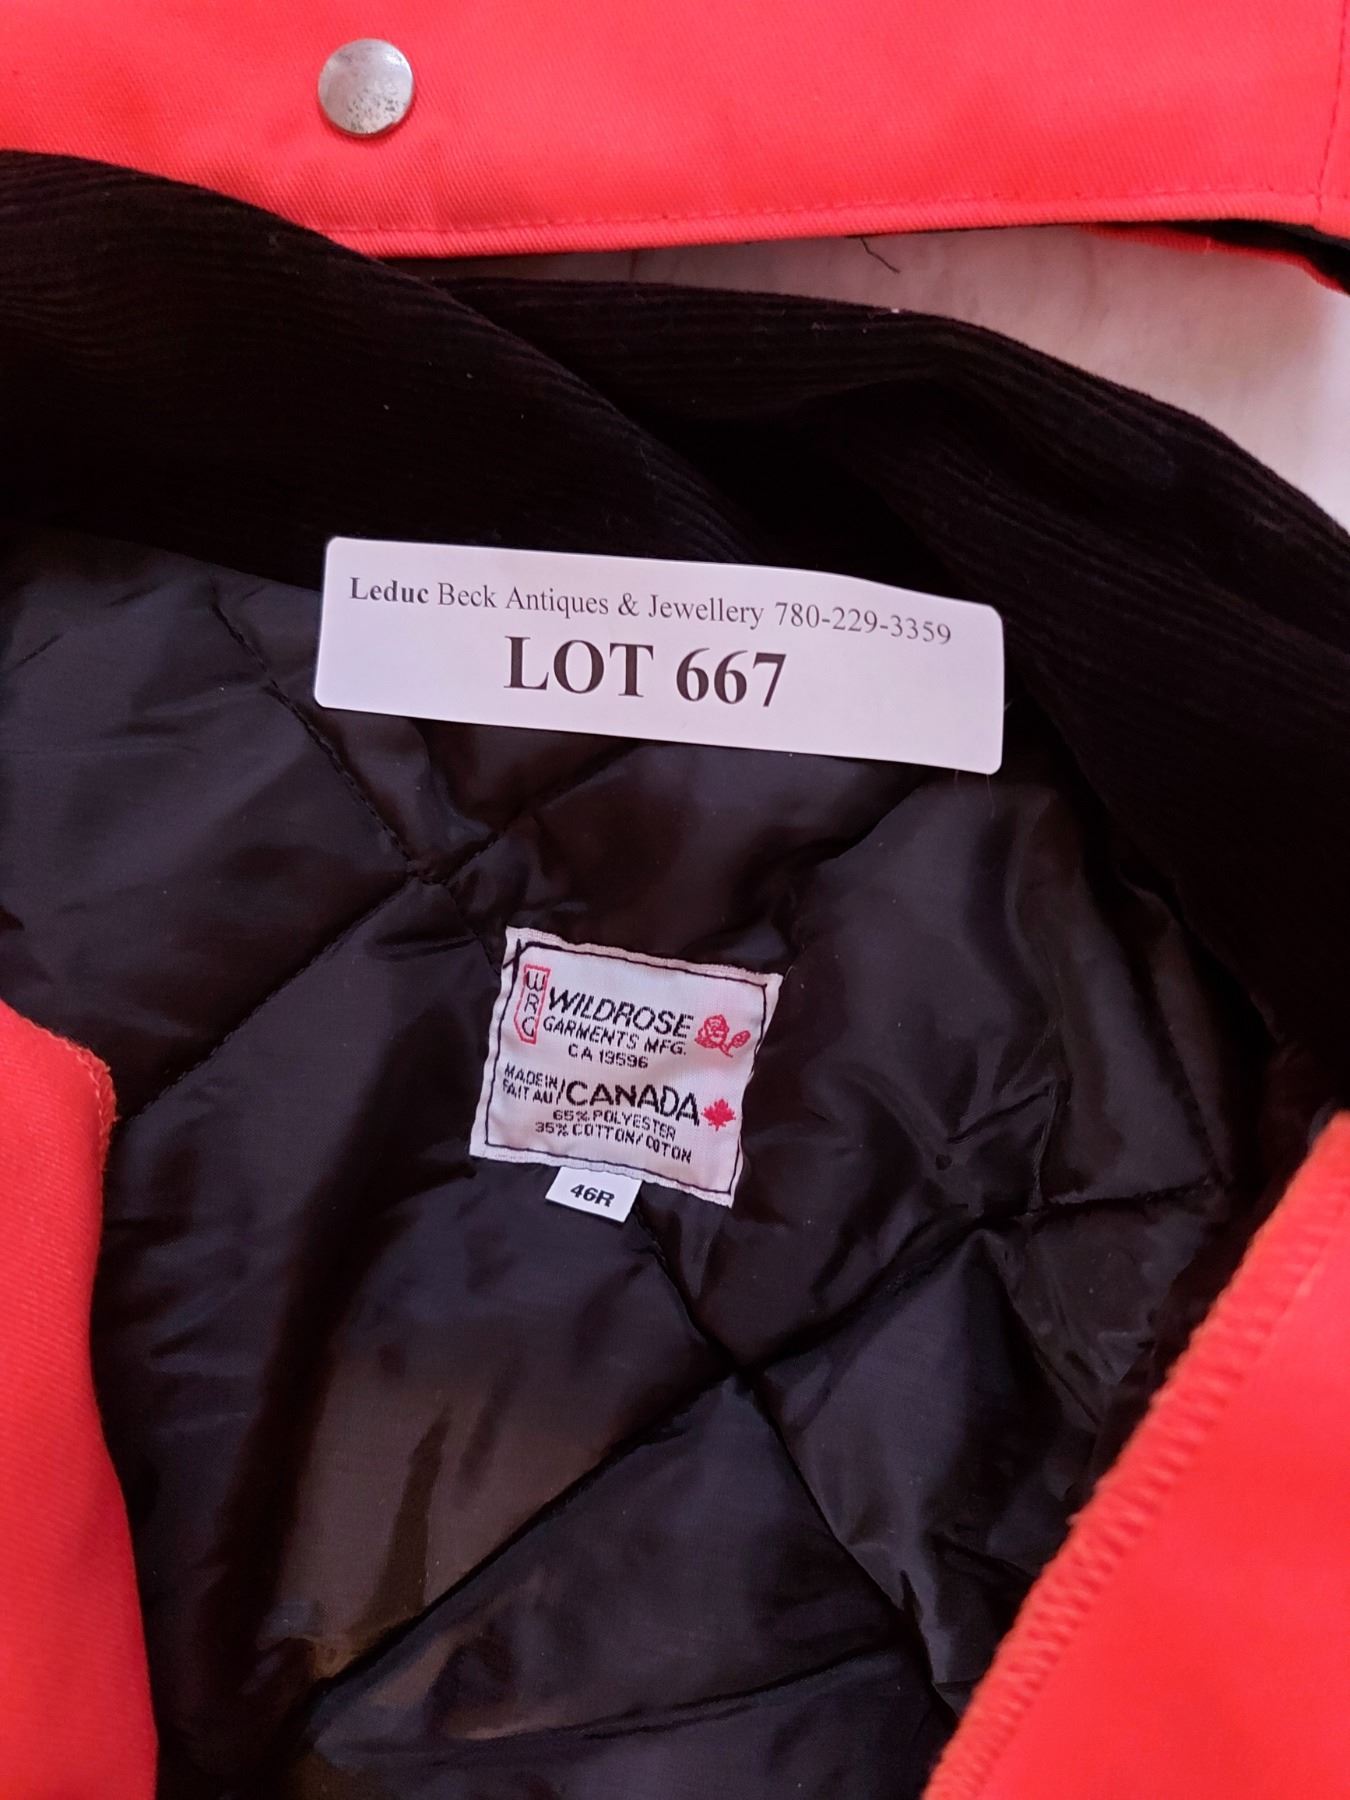 Leduc Beck Antiques & Jewellery 780-229-3359
LOT 667
WRG
WILDROSE
GARMENTS MFG.
CA 19596
MADE IN/
FAIT AU/
CANADA
65% POLYESTER
35% COTTON/COTON
46R